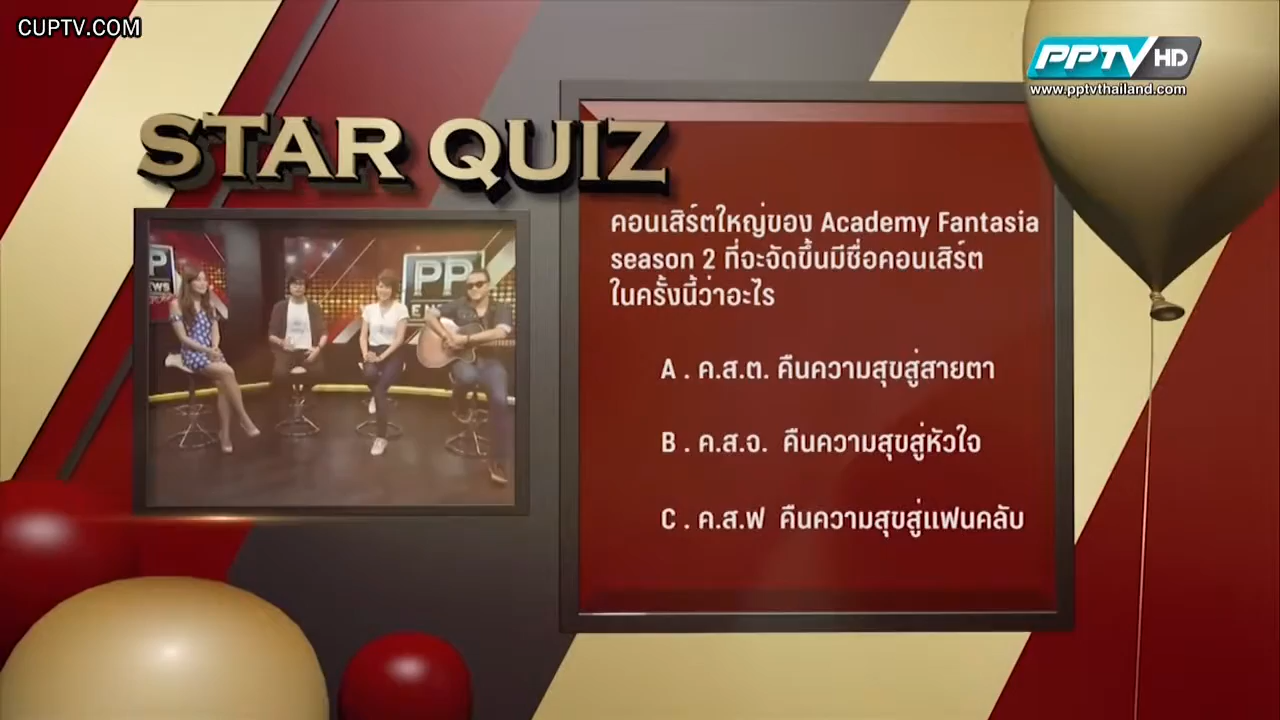 CUPTV.COM
PPTV HD
www.pptvthailand.com
STAR QUIZ
คอนเสิร์ตใหญ่ของ Academy Fantasia
season 2 ที่จะจัดขึ้นมีชื่อคอนเสิร์ต
ในครั้งนี้ว่าอะไร
A . ค.ส.ต. คืนความสุขสู่สายตา
B . ค.ส.จ. คืนความสุขสู่หัวใจ
C . ค.ส.ฟ คืนความสุขสู่แฟนคลับ
PP